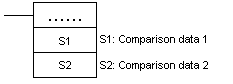 ......
S1 S1: Comparison data 1
S2 S2: Comparison data 2